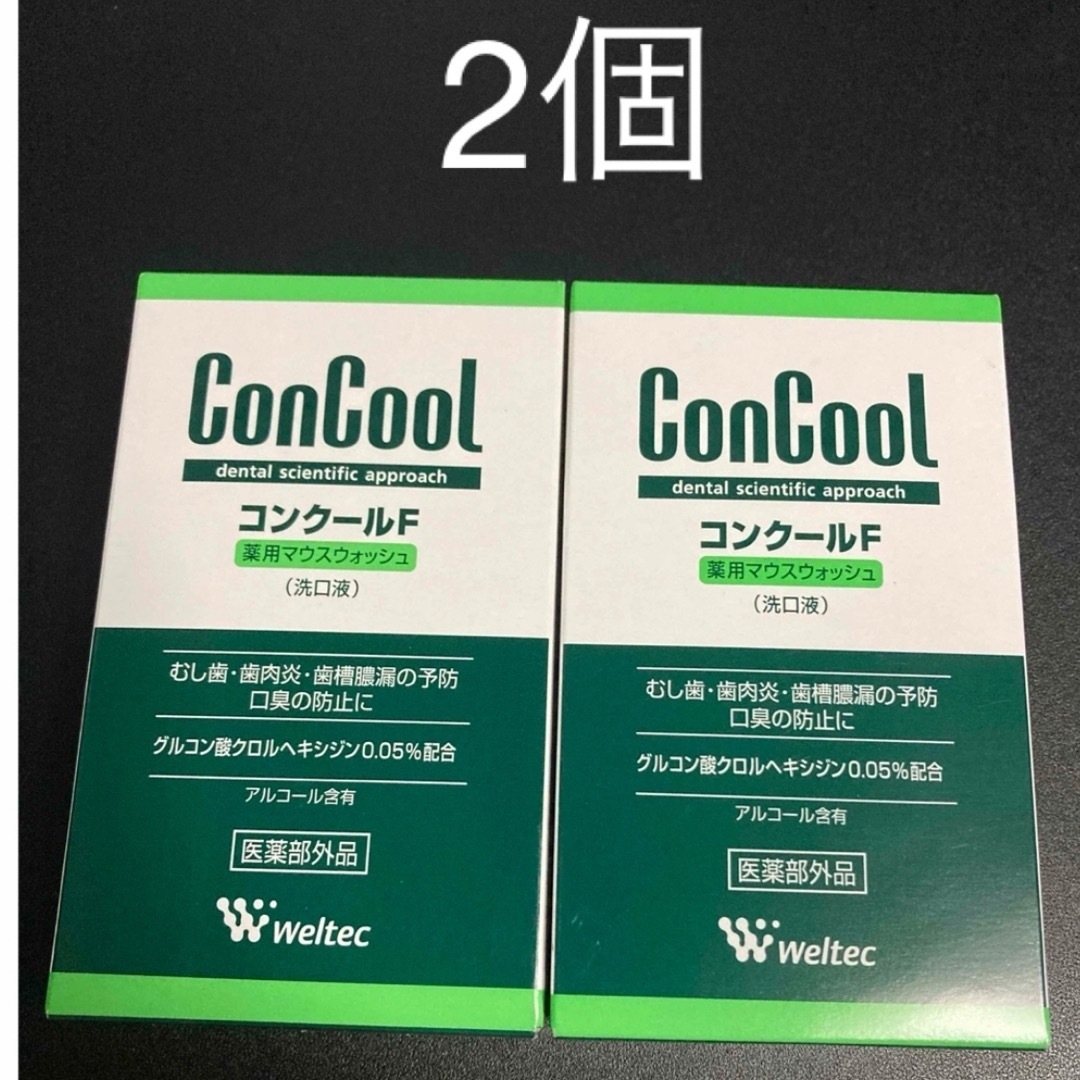 2個
ConCool
dental scientific approach
コンクールF
薬用マウスウォッシュ
（洗口液）
むし歯・歯肉炎・歯槽膿漏の予防
口臭の防止に
グルコン酸クロルヘキシジン0.05％配合
アルコール含有
医薬部外品
weltec
ConCool
dental scientific approach
コンクールF
薬用マウスウォッシュ
（洗口液）
むし歯・歯肉炎・歯槽膿漏の予防
口臭の防止に
グルコン酸クロルヘキシジン0.05％配合
アルコール含有
医薬部外品
weltec